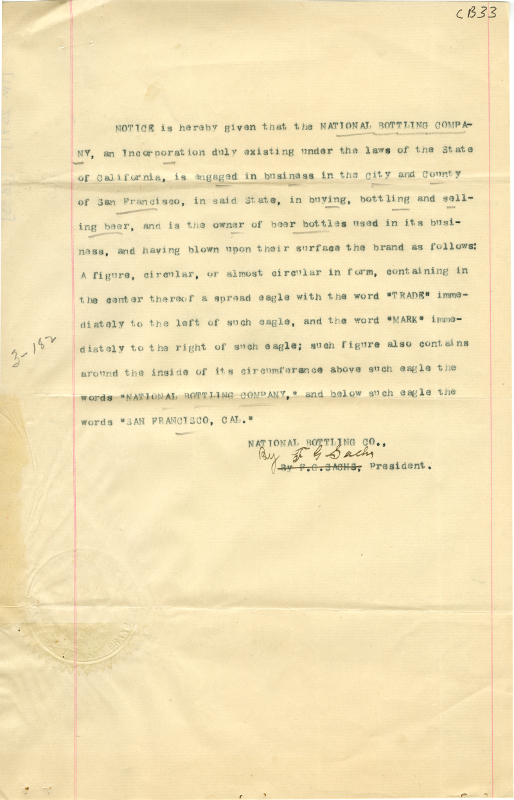 CB33
NOTICE is hereby given that the NATIONAL BOTTLING COMPA-
NY, an Incorporation duly existing under the laws of the State
of California, is engaged in business in the City and County
of San Francisco, in said State, in buying, bottling and sell-
ing beer, and is the owner of beer bottles used in its busi-
ness, and having blown upon their surface the brand as follows:
A figure, circular, or almost circular in form, containing in
the center thereof a spread eagle with the word "TRADE" imme-
diately to the left of such eagle, and the word "MARK" imme-
diately to the right of such eagle; such figure also contains
around the inside of its circumference above such eagle the
words "NATIONAL BOTTLING COMPANY," and below such eagle the
words "SAN FRANCISCO, CAL."
3-182
NATIONAL BOTTLING CO.,
By F G Sachs
By F.G.SACHS, President.